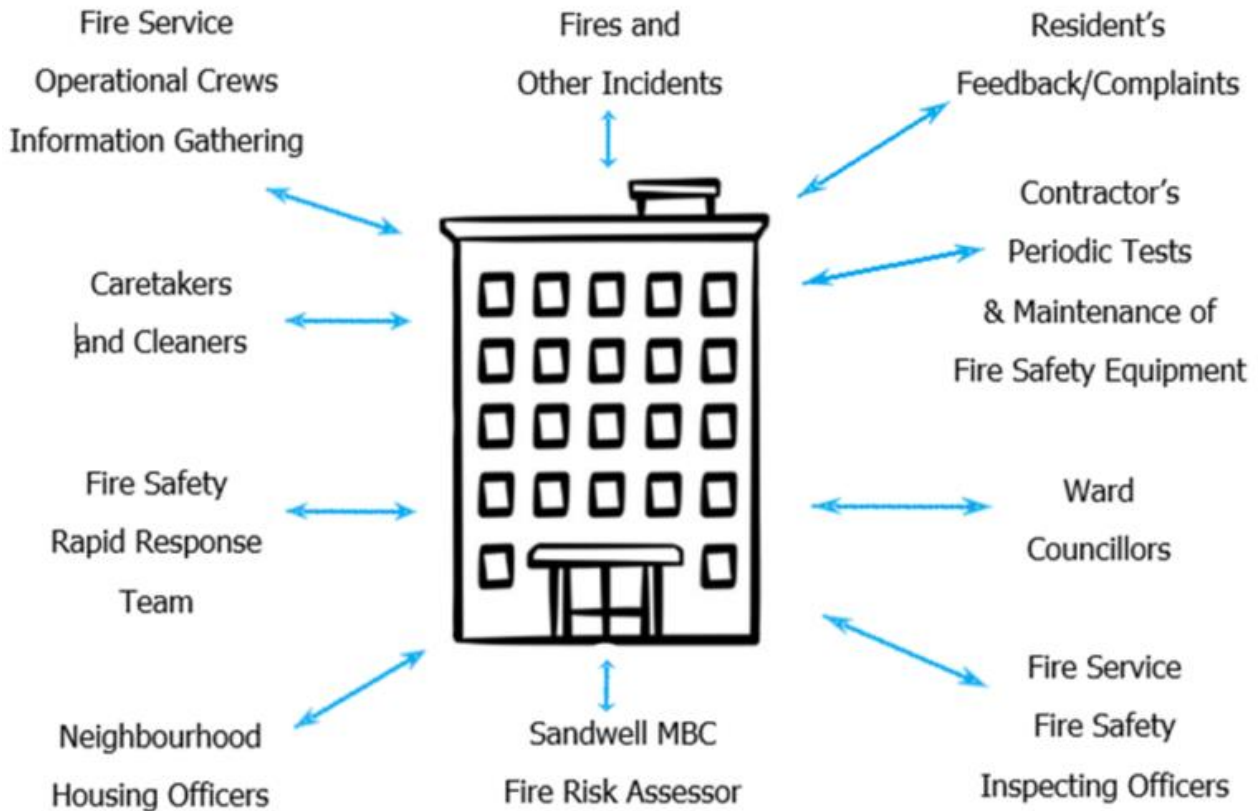 Fire Service
Operational Crews
Information Gathering
Fires and
Other Incidents
Resident's
Feedback/Complaints
Contractor's
Periodic Tests
& Maintenance of
Fire Safety Equipment
Caretakers
and Cleaners
Fire Safety
Rapid Response
Team
Ward
Councillors
Neighbourhood
Housing Officers
Sandwell MBC
Fire Risk Assessor
Fire Service
Fire Safety
Inspecting Officers